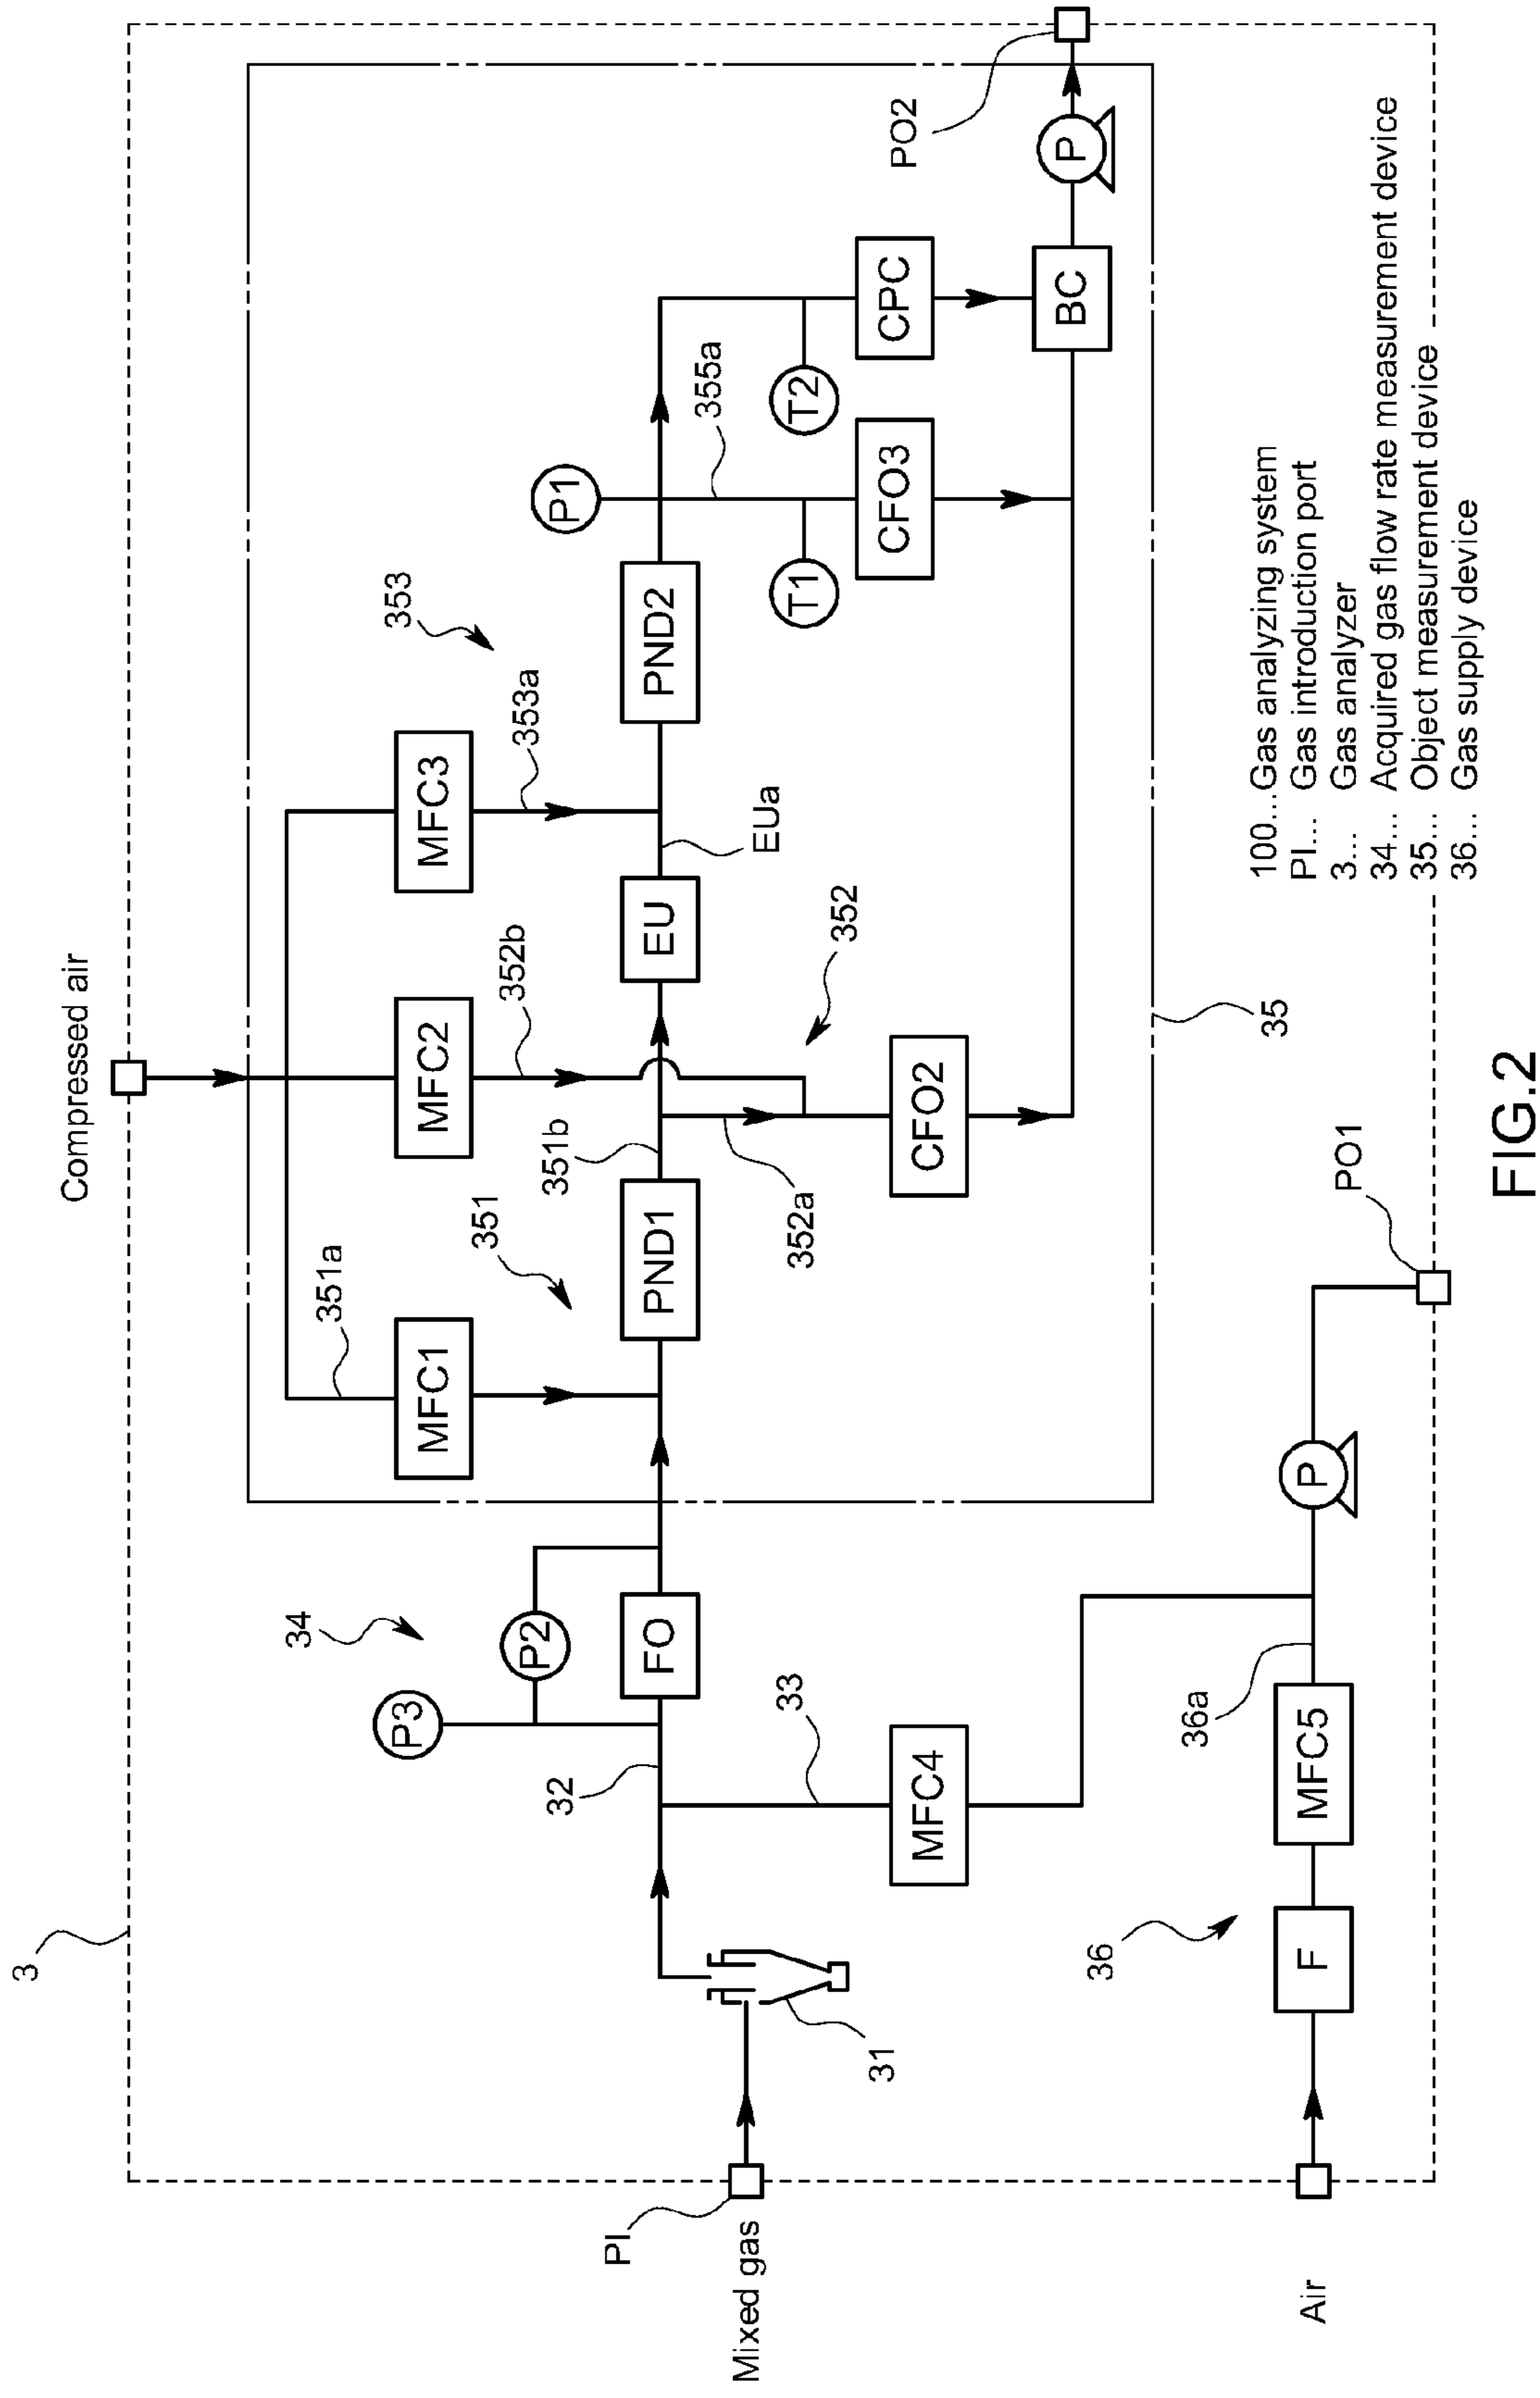 3
Compressed air
351a
MFC1
MFC2
MFC3
352b
353a
353
34
P3
P2
351
P1
PO2
32
FO
PND1
351b
EU
EUa
PND2
355a
T1
T2
352a
352
PI
Mixed gas
31
33
MFC4
CFO2
CFO3
CPC
BC
P
35
36
F
MFC5
36a
P
PO1
Air
100...Gas analyzing system
PI... Gas introduction port
3... Gas analyzer
34... Acquired gas flow rate measurement device
35... Object measurement device
36... Gas supply device
FIG.2